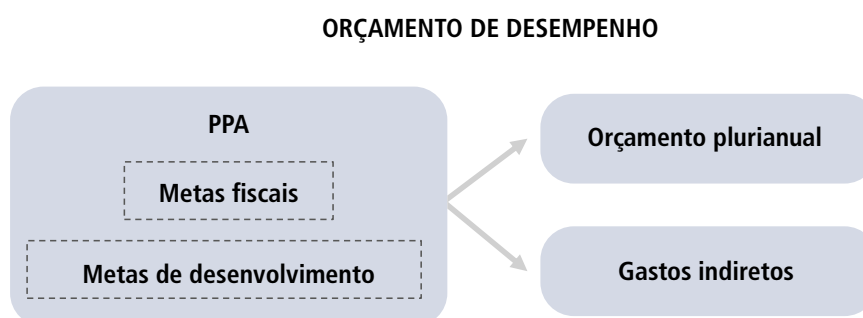 ORÇAMENTO DE DESEMPENHO
PPA
Metas fiscais
Metas de desenvolvimento
Orçamento plurianual
Gastos indiretos